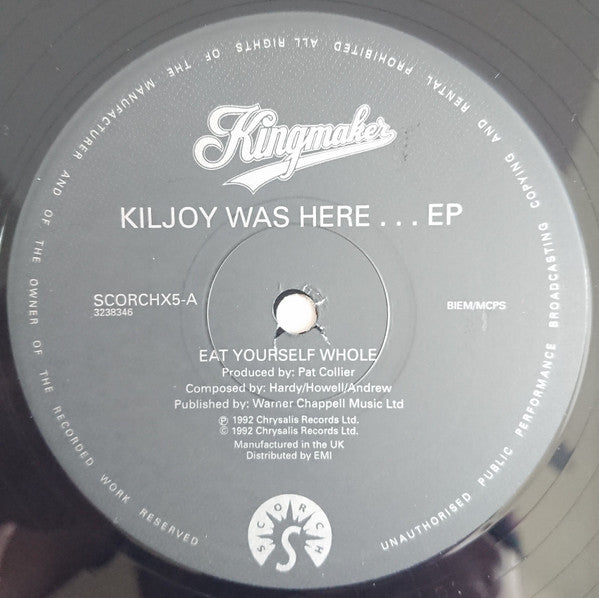 ALL RIGHTS OF THE MANUFACTURER AND OF THE OWNER OF THE RECORDED WORK RESERVED
UNAUTHORISED PUBLIC PERFORMANCE BROADCASTING COPYING AND RENTAL PROHIBITED
Kingmaker
KILJOY WAS HERE . . . EP
SCORCHX5-A
3238346
BIEM/MCPS
EAT YOURSELF WHOLE
Produced by: Pat Collier
Composed by: Hardy/Howell/Andrew
Published by: Warner Chappell Music Ltd
℗ 1992 Chrysalis Records Ltd.
© 1992 Chrysalis Records Ltd.
Manufactured in the UK
Distributed by EMI
SCORCH
S